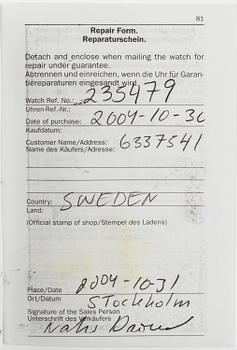 81
Repair Form.
Reparaturschein.
Detach and enclose when mailing the watch for
repair under guarantee.
Abtrennen und einreichen, wenn die Uhr für Garan-
tiereparaturen eingesandt wird.
Watch Ref. No.: 235479
Uhren-Ref.-Nr.:
Date of purchase: 2004-10-30
Kaufdatum:
Customer Name/Address: 6337541
Name des Käufers/Adresse:
Country: SWEDEN
Land:
(Official stamp of shop/Stempel des Ladens)
Place/Date 2004-10-31
Ort/Datum Stockholm
Signature of the Sales Person
Unterschrift des Verkäufers